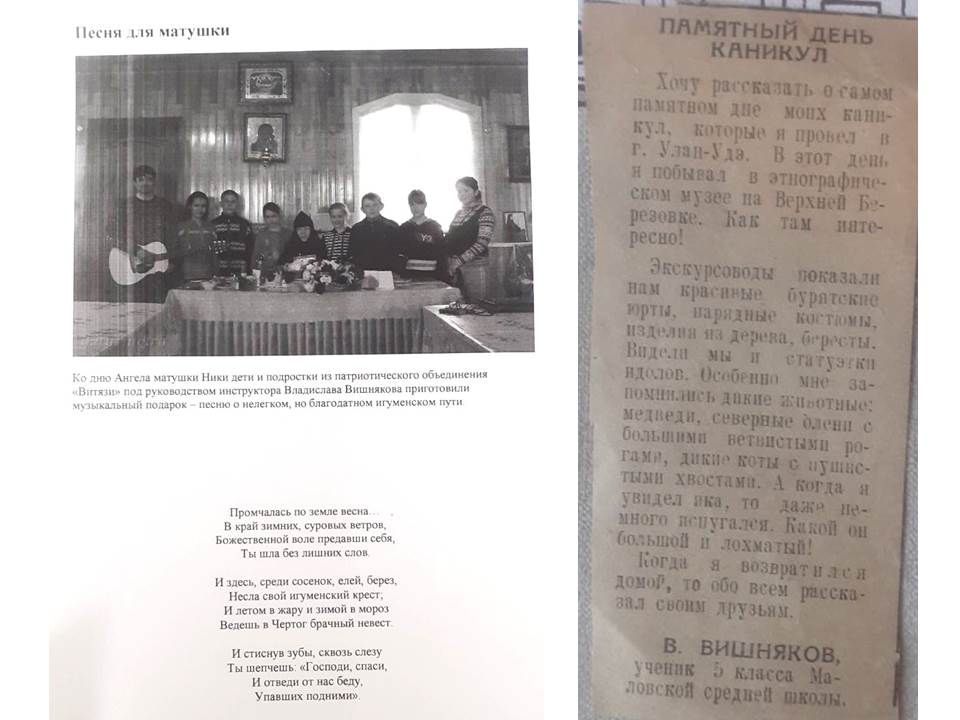 Песня для матушки
Ко дню Ангела матушки Ники дети и подростки из патриотического объединения
«Витязи» под руководством инструктора Владислава Вишнякова приготовили
музыкальный подарок – песню о нелегком, но благодатном игуменском пути.
Промчалась по земле весна…
В край зимних, суровых ветров,
Божественной воле предавши себя,
Ты шла без лишних слов.
И здесь, среди сосенок, елей, берез,
Несла свой игуменский крест;
И летом в жару и зимой в мороз
Ведешь в Чертог брачный невест.
И стиснув зубы, сквозь слезу
Ты шепчешь: «Господи, спаси,
И отведи от нас беду,
Упавших подними».
ПАМЯТНЫЙ ДЕНЬ
КАНИКУЛ
Хочу рассказать о самом
памятном дне моих кани-
кул, которые я провел в
г. Улан-Удэ. В этот день
я побывал в этнографиче-
ском музее на Верхней Бе-
резовке. Как там инте-
ресно!
Экскурсоводы показали
нам красивые бурятские
юрты, нарядные костюмы,
изделия из дерева, бересты.
Видели мы и статуэтки
идолов. Особенно мне за-
помнились дикие животные:
медведи, северные олени с
большими ветвистыми ро-
гами, дикие коты с пушис-
тыми хвостами. А когда я
увидел яка, то даже не-
много испугался. Какой он
большой и лохматый!
Когда я возвратился
домой, то обо всем расска-
зал своим друзьям.
В. ВИШНЯКОВ,
ученик 5 класса Ма-
ловской средней школы.